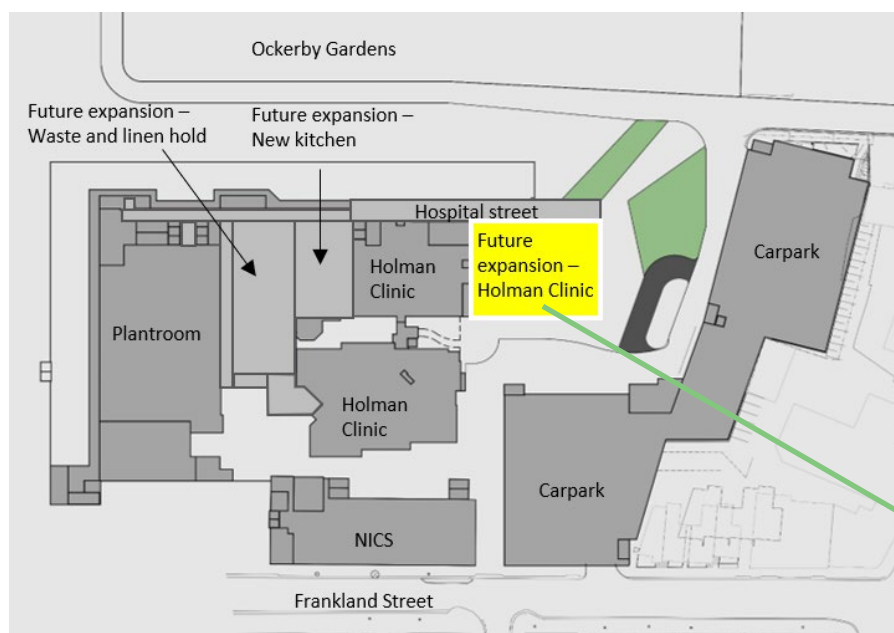 Ockerby Gardens
Future expansion –
Waste and linen hold
Future expansion –
New kitchen
Hospital street
Future
expansion –
Holman Clinic
Holman
Clinic
Carpark
Plantroom
Holman
Clinic
Carpark
NICS
Frankland Street